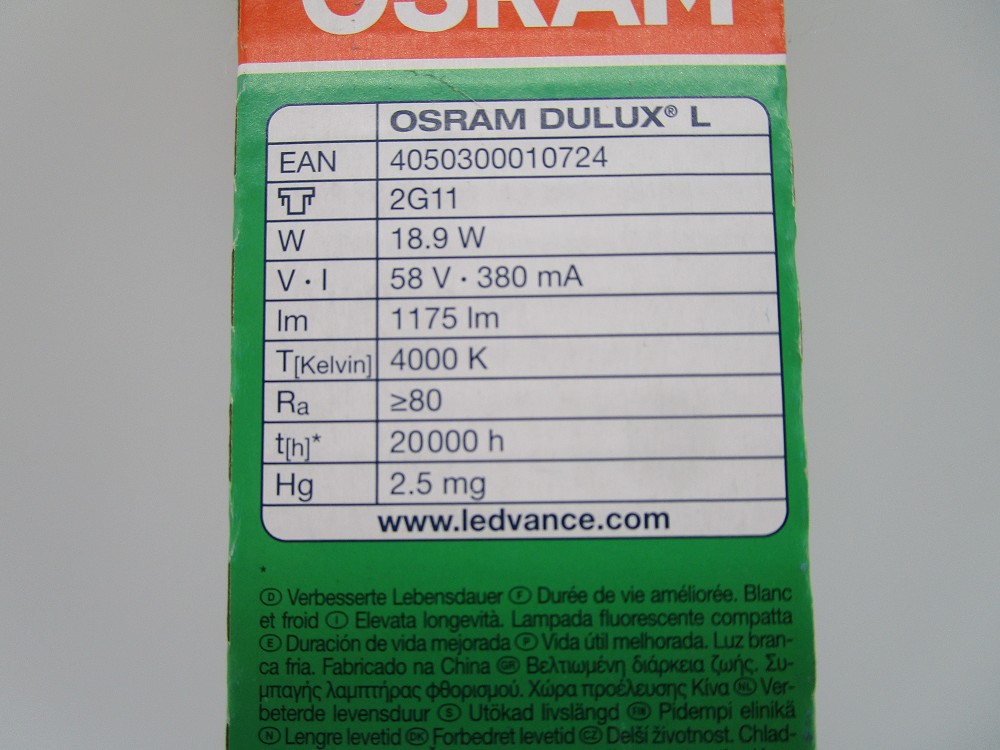 OSRAM
OSRAM DULUX® L
EAN 4050300010724
2G11
W 18.9 W
V · I 58 V · 380 mA
lm 1175 lm
T[Kelvin] 4000 K
Ra ≥80
t[h]* 20000 h
Hg 2.5 mg
www.ledvance.com
*
Ⓓ Verbesserte Lebensdauer Ⓕ Durée de vie améliorée. Blanc
et froid Ⓘ Elevata longevità. Lampada fluorescente compatta
Ⓔ Duración de vida mejorada Ⓟ Vida útil melhorada. Luz bran-
ca fria. Fabricado na China GR Βελτιωμένη διάρκεια ζωής. Συ-
μπαγής λαμπτήρας φθορισμού. Χώρα προέλευσης Κίνα NL Ver-
beterde levensduur Ⓢ Utökad livslängd FIN Pidempi elinikä
Ⓝ Lengre levetid DK Forbedret levetid CZ Delší životnost. Chlad-